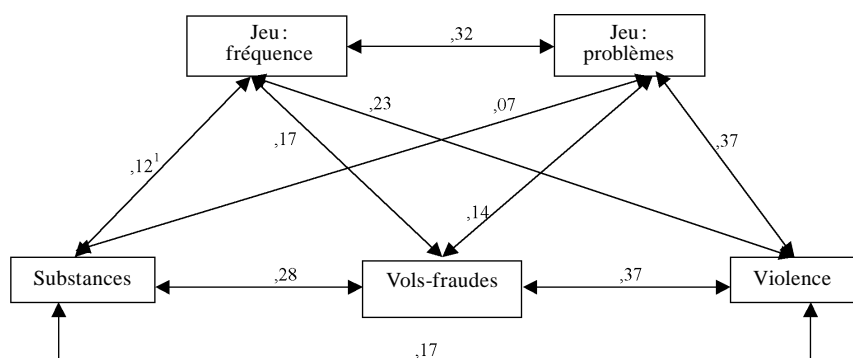 Jeu :
fréquence
,32
Jeu :
problèmes
,12¹
,17
,23
,07
,14
,37
Substances
,28
Vols-fraudes
,37
Violence
,17